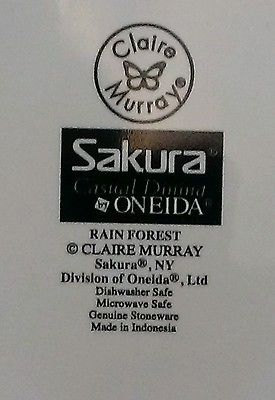 Claire
Murray®
Sakura®
Casual Dining
by ONEIDA®
RAIN FOREST
© CLAIRE MURRAY
Sakura®, NY
Division of Oneida®, Ltd
Dishwasher Safe
Microwave Safe
Genuine Stoneware
Made in Indonesia